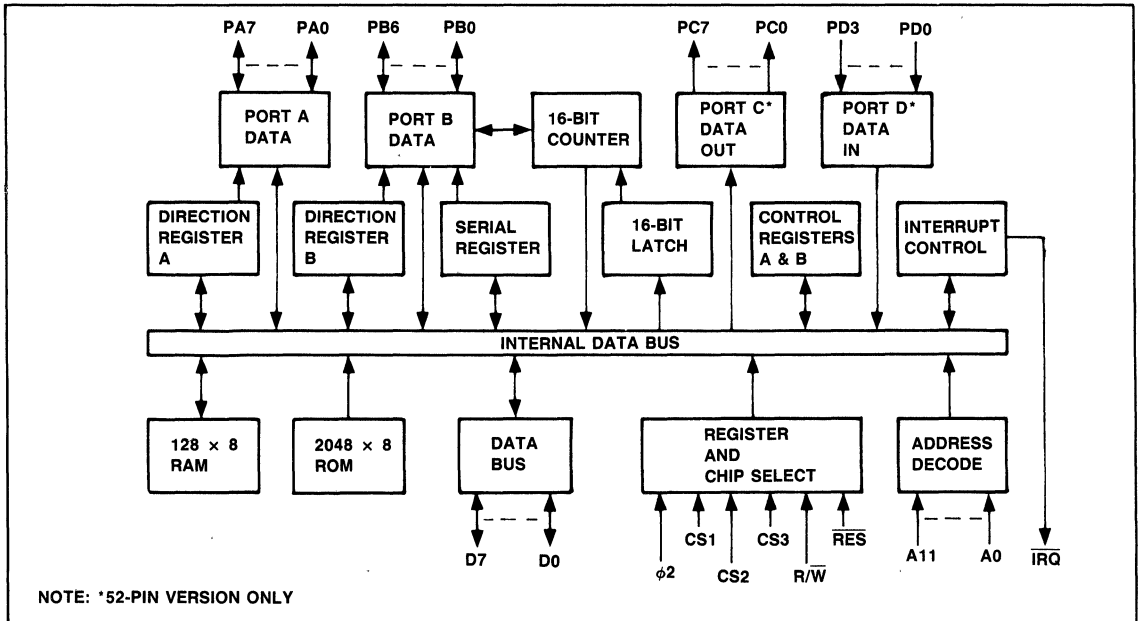 PA7 PA0 PB6 PB0 PC7 PC0 PD3 PD0
PORT A
DATA
PORT B
DATA
16-BIT
COUNTER
PORT C*
DATA
OUT
PORT D*
DATA
IN
DIRECTION
REGISTER
A
DIRECTION
REGISTER
B
SERIAL
REGISTER
16-BIT
LATCH
CONTROL
REGISTERS
A & B
INTERRUPT
CONTROL
INTERNAL DATA BUS
128 × 8
RAM
2048 × 8
ROM
DATA
BUS
REGISTER
AND
CHIP SELECT
ADDRESS
DECODE
D7 D0
ϕ2
CS1
CS2
CS3
R/W̅
R̅E̅S̅
A11 A0
I̅R̅Q̅
NOTE: *52-PIN VERSION ONLY